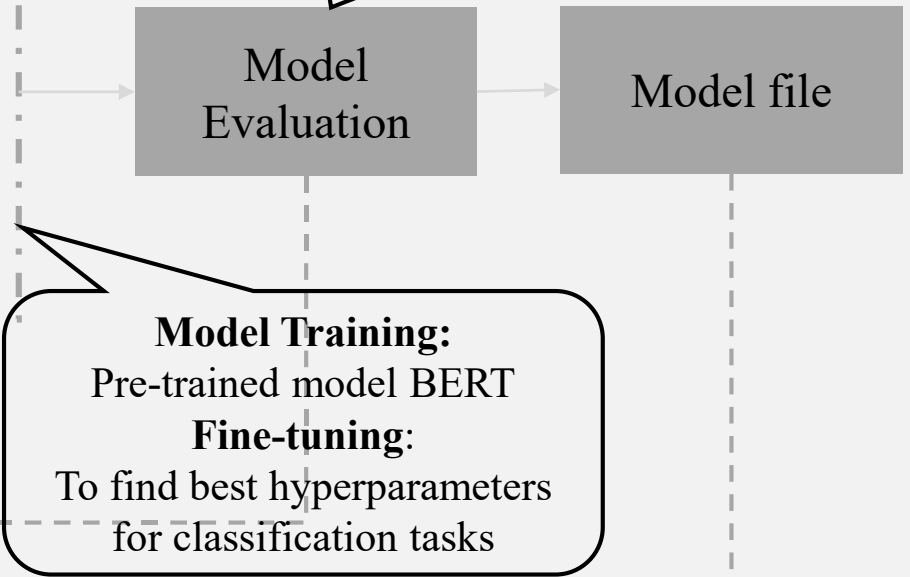 Model
Evaluation
Model file
Model Training:
Pre-trained model BERT
Fine-tuning:
To find best hyperparameters
for classification tasks